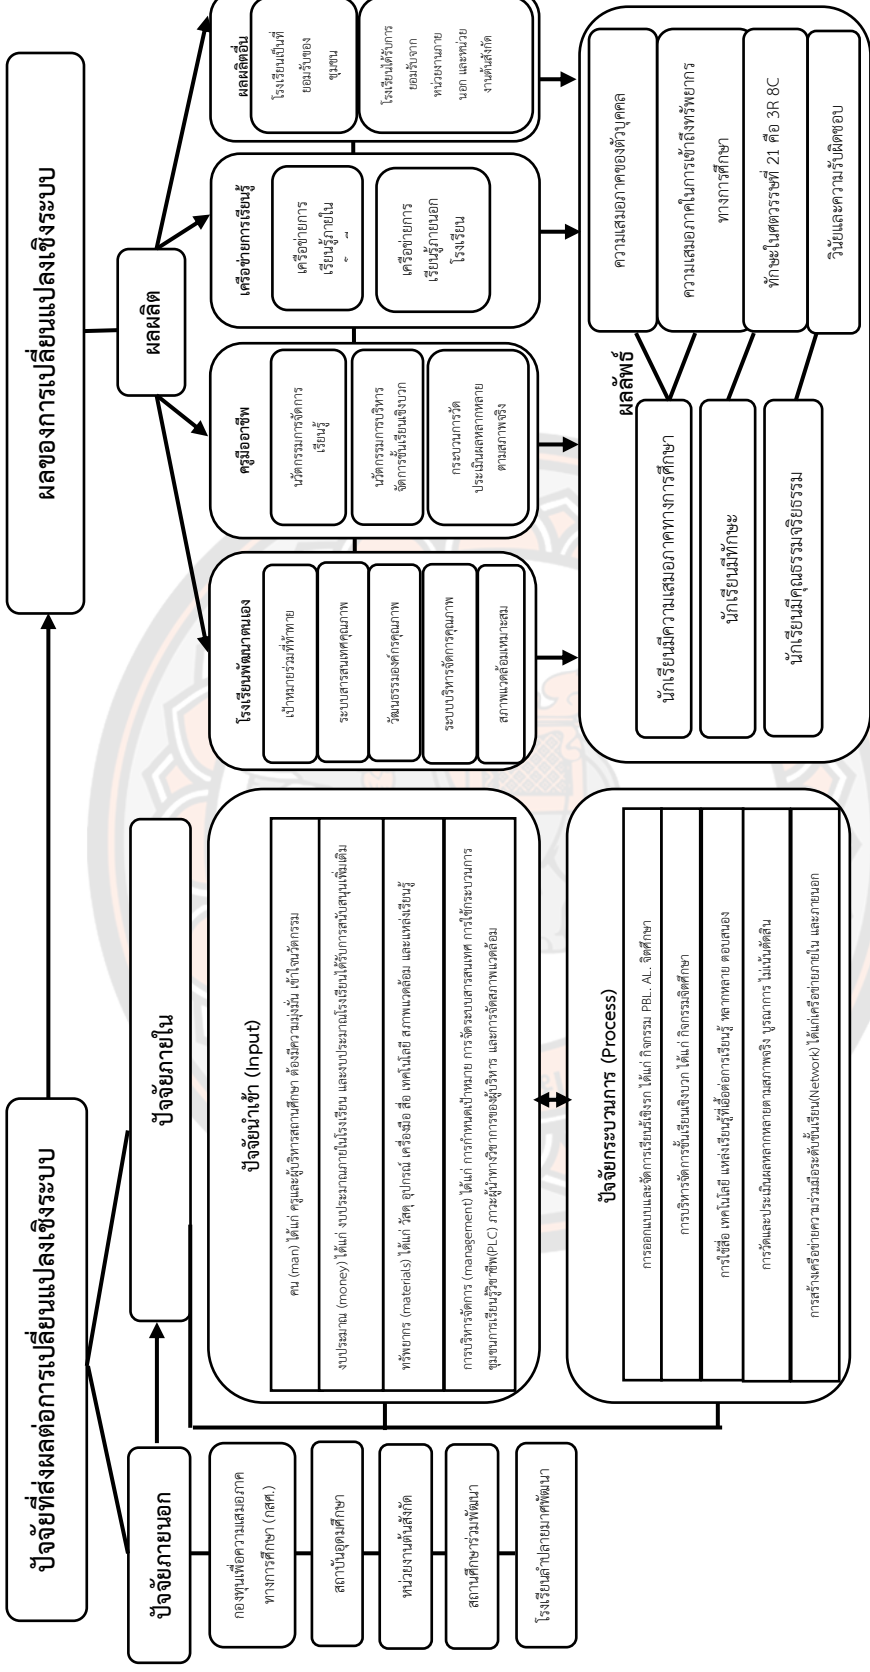 ปัจจัยที่ส่งผลต่อการเปลี่ยนแปลงเชิงระบบ
ปัจจัยภายนอก
กองทุนเพื่อความเสมอภาค
ทางการศึกษา (กสศ.)
สถาบันอุดมศึกษา
หน่วยงานต้นสังกัด
สถานศึกษาร่วมพัฒนา
โรงเรียนลำปลายมาศพัฒนา
ปัจจัยภายใน
ปัจจัยนำเข้า (Input)
คน (man) ได้แก่ ครูและผู้บริหารสถานศึกษา ต้องมีความมุ่งมั่น เข้าใจนวัตกรรม
งบประมาณ (money) ได้แก่ งบประมาณภายในโรงเรียน และงบประมาณโรงเรียนได้รับการสนับสนุนเพิ่มเติม
ทรัพยากร (materials) ได้แก่ วัสดุ อุปกรณ์ เครื่องมือ สื่อ เทคโนโลยี สภาพแวดล้อม และแหล่งเรียนรู้
การบริหารจัดการ (management) ได้แก่ การกำหนดเป้าหมาย การจัดระบบสารสนเทศ การใช้กระบวนการ
ชุมชนการเรียนรู้วิชาชีพ(PLC) ภาวะผู้นำทางวิชาการของผู้บริหาร และการจัดสภาพแวดล้อม
ปัจจัยกระบวนการ (Process)
การออกแบบและจัดการเรียนรู้เชิงรุก ได้แก่ กิจกรรม PBL. AL. จิตศึกษา
การบริหารจัดการชั้นเรียนเชิงบวก ได้แก่ กิจกรรมจิตศึกษา
การใช้สื่อ เทคโนโลยี แหล่งเรียนรู้ที่เอื้อต่อการเรียนรู้ หลากหลาย ตอบสนอง
การวัดและประเมินผลหลากหลายตามสภาพจริง บูรณาการ ไม่เน้นตัดสิน
การสร้างเครือข่ายความร่วมมือระดับชั้นเรียน(Network) ได้แก่เครือข่ายภายใน และภายนอก
ผลของการเปลี่ยนแปลงเชิงระบบ
ผลผลิต
โรงเรียนพัฒนาตนเอง
เป้าหมายร่วมที่ท้าทาย
ระบบสารสนเทศคุณภาพ
วัฒนธรรมองค์กรคุณภาพ
ระบบบริหารจัดการคุณภาพ
สภาพแวดล้อมเหมาะสม
ครูมืออาชีพ
นวัตกรรมการจัดการ
เรียนรู้
นวัตกรรมการบริหาร
จัดการชั้นเรียนเชิงบวก
กระบวนการวัด
ประเมินผลหลากหลาย
ตามสภาพจริง
เครือข่ายการเรียนรู้
เครือข่ายการ
เรียนรู้ภายใน
เครือข่ายการ
เรียนรู้ภายนอก
โรงเรียน
ผลผลิตอื่น
โรงเรียนเป็นที่
ยอมรับของ
ชุมชน
โรงเรียนได้รับการ
ยอมรับจาก
หน่วยงานภาย
นอก และหน่วย
งานต้นสังกัด
ผลลัพธ์
นักเรียนมีความเสมอภาคทางการศึกษา
นักเรียนมีทักษะ
นักเรียนมีคุณธรรมจริยธรรม
ความเสมอภาคของตัวบุคคล
ความเสมอภาคในการเข้าถึงทรัพยากร
ทางการศึกษา
ทักษะในศตวรรษที่ 21 คือ 3R 8C
วินัยและความรับผิดชอบ